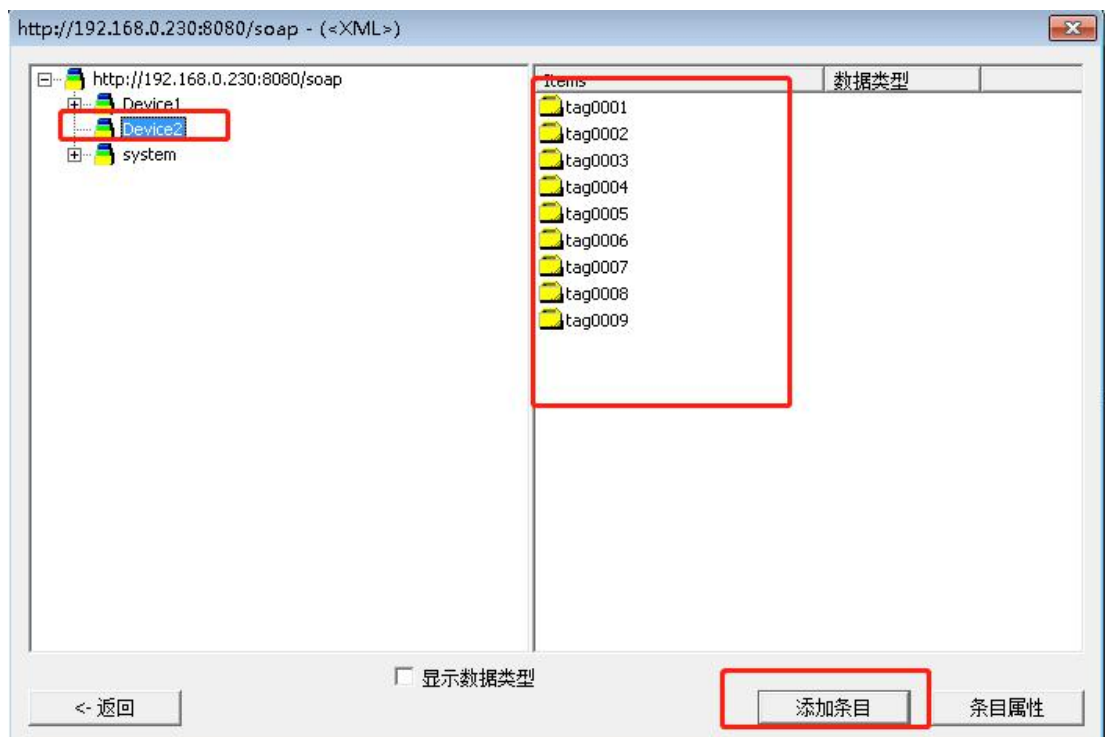 http://192.168.0.230:8080/soap - (<XML>)
http://192.168.0.230:8080/soap
Device1
Device2
system
Items 数据类型
tag0001
tag0002
tag0003
tag0004
tag0005
tag0006
tag0007
tag0008
tag0009
显示数据类型
<- 返回 添加条目 条目属性